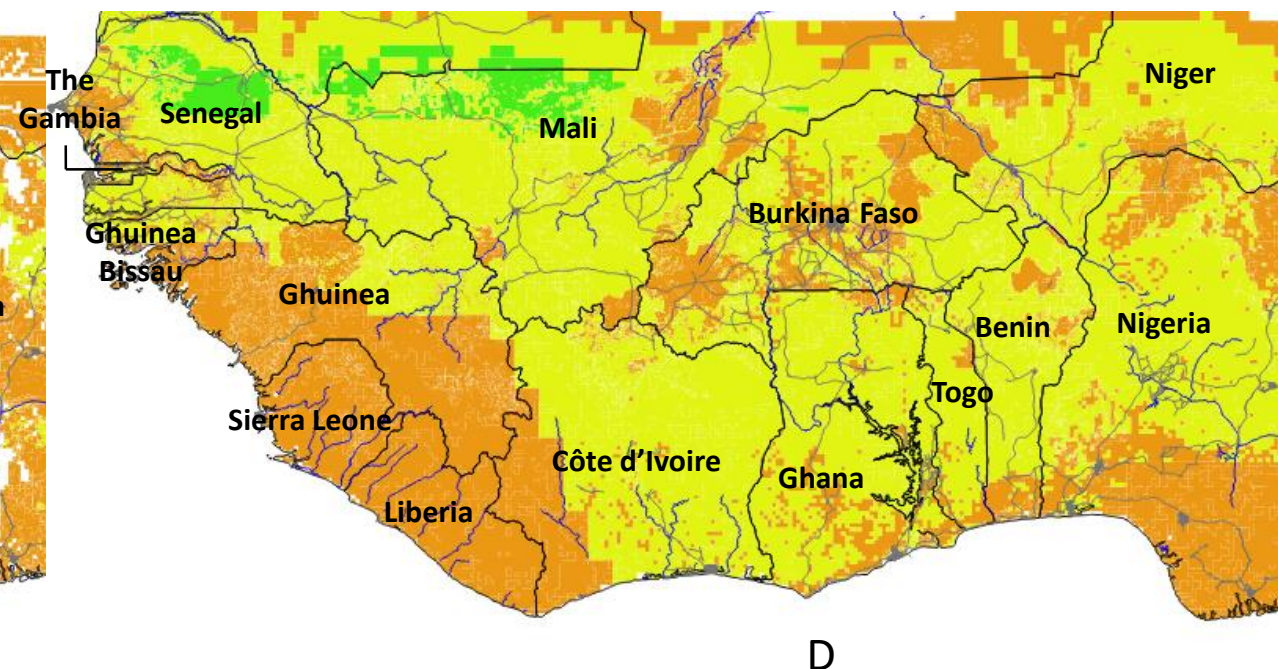 The
Gambia
Senegal
Mali
Niger
Ghuinea
Bissau
Ghuinea
Burkina Faso
Benin
Nigeria
Togo
Sierra Leone
Côte d'Ivoire
Ghana
Liberia
D